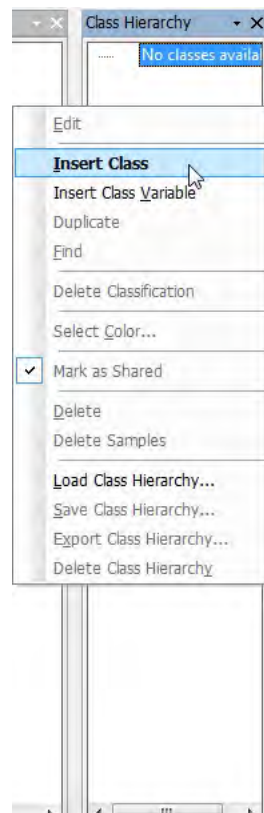 Class Hierarchy
No classes availal
Edit
Insert Class
Insert Class Variable
Duplicate
Find
Delete Classification
Select Color...
Mark as Shared
Delete
Delete Samples
Load Class Hierarchy...
Save Class Hierarchy...
Export Class Hierarchy...
Delete Class Hierarchy